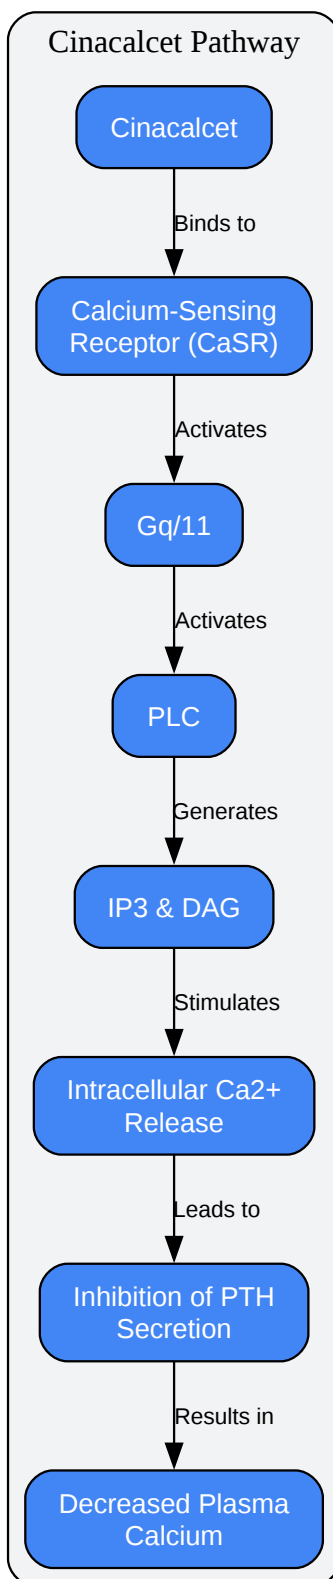 Cinacalcet Pathway
Cinacalcet
Binds to
Calcium-Sensing
Receptor (CaSR)
Activates
Gq/11
Activates
PLC
Generates
IP3 & DAG
Stimulates
Intracellular Ca2+
Release
Leads to
Inhibition of PTH
Secretion
Results in
Decreased Plasma
Calcium